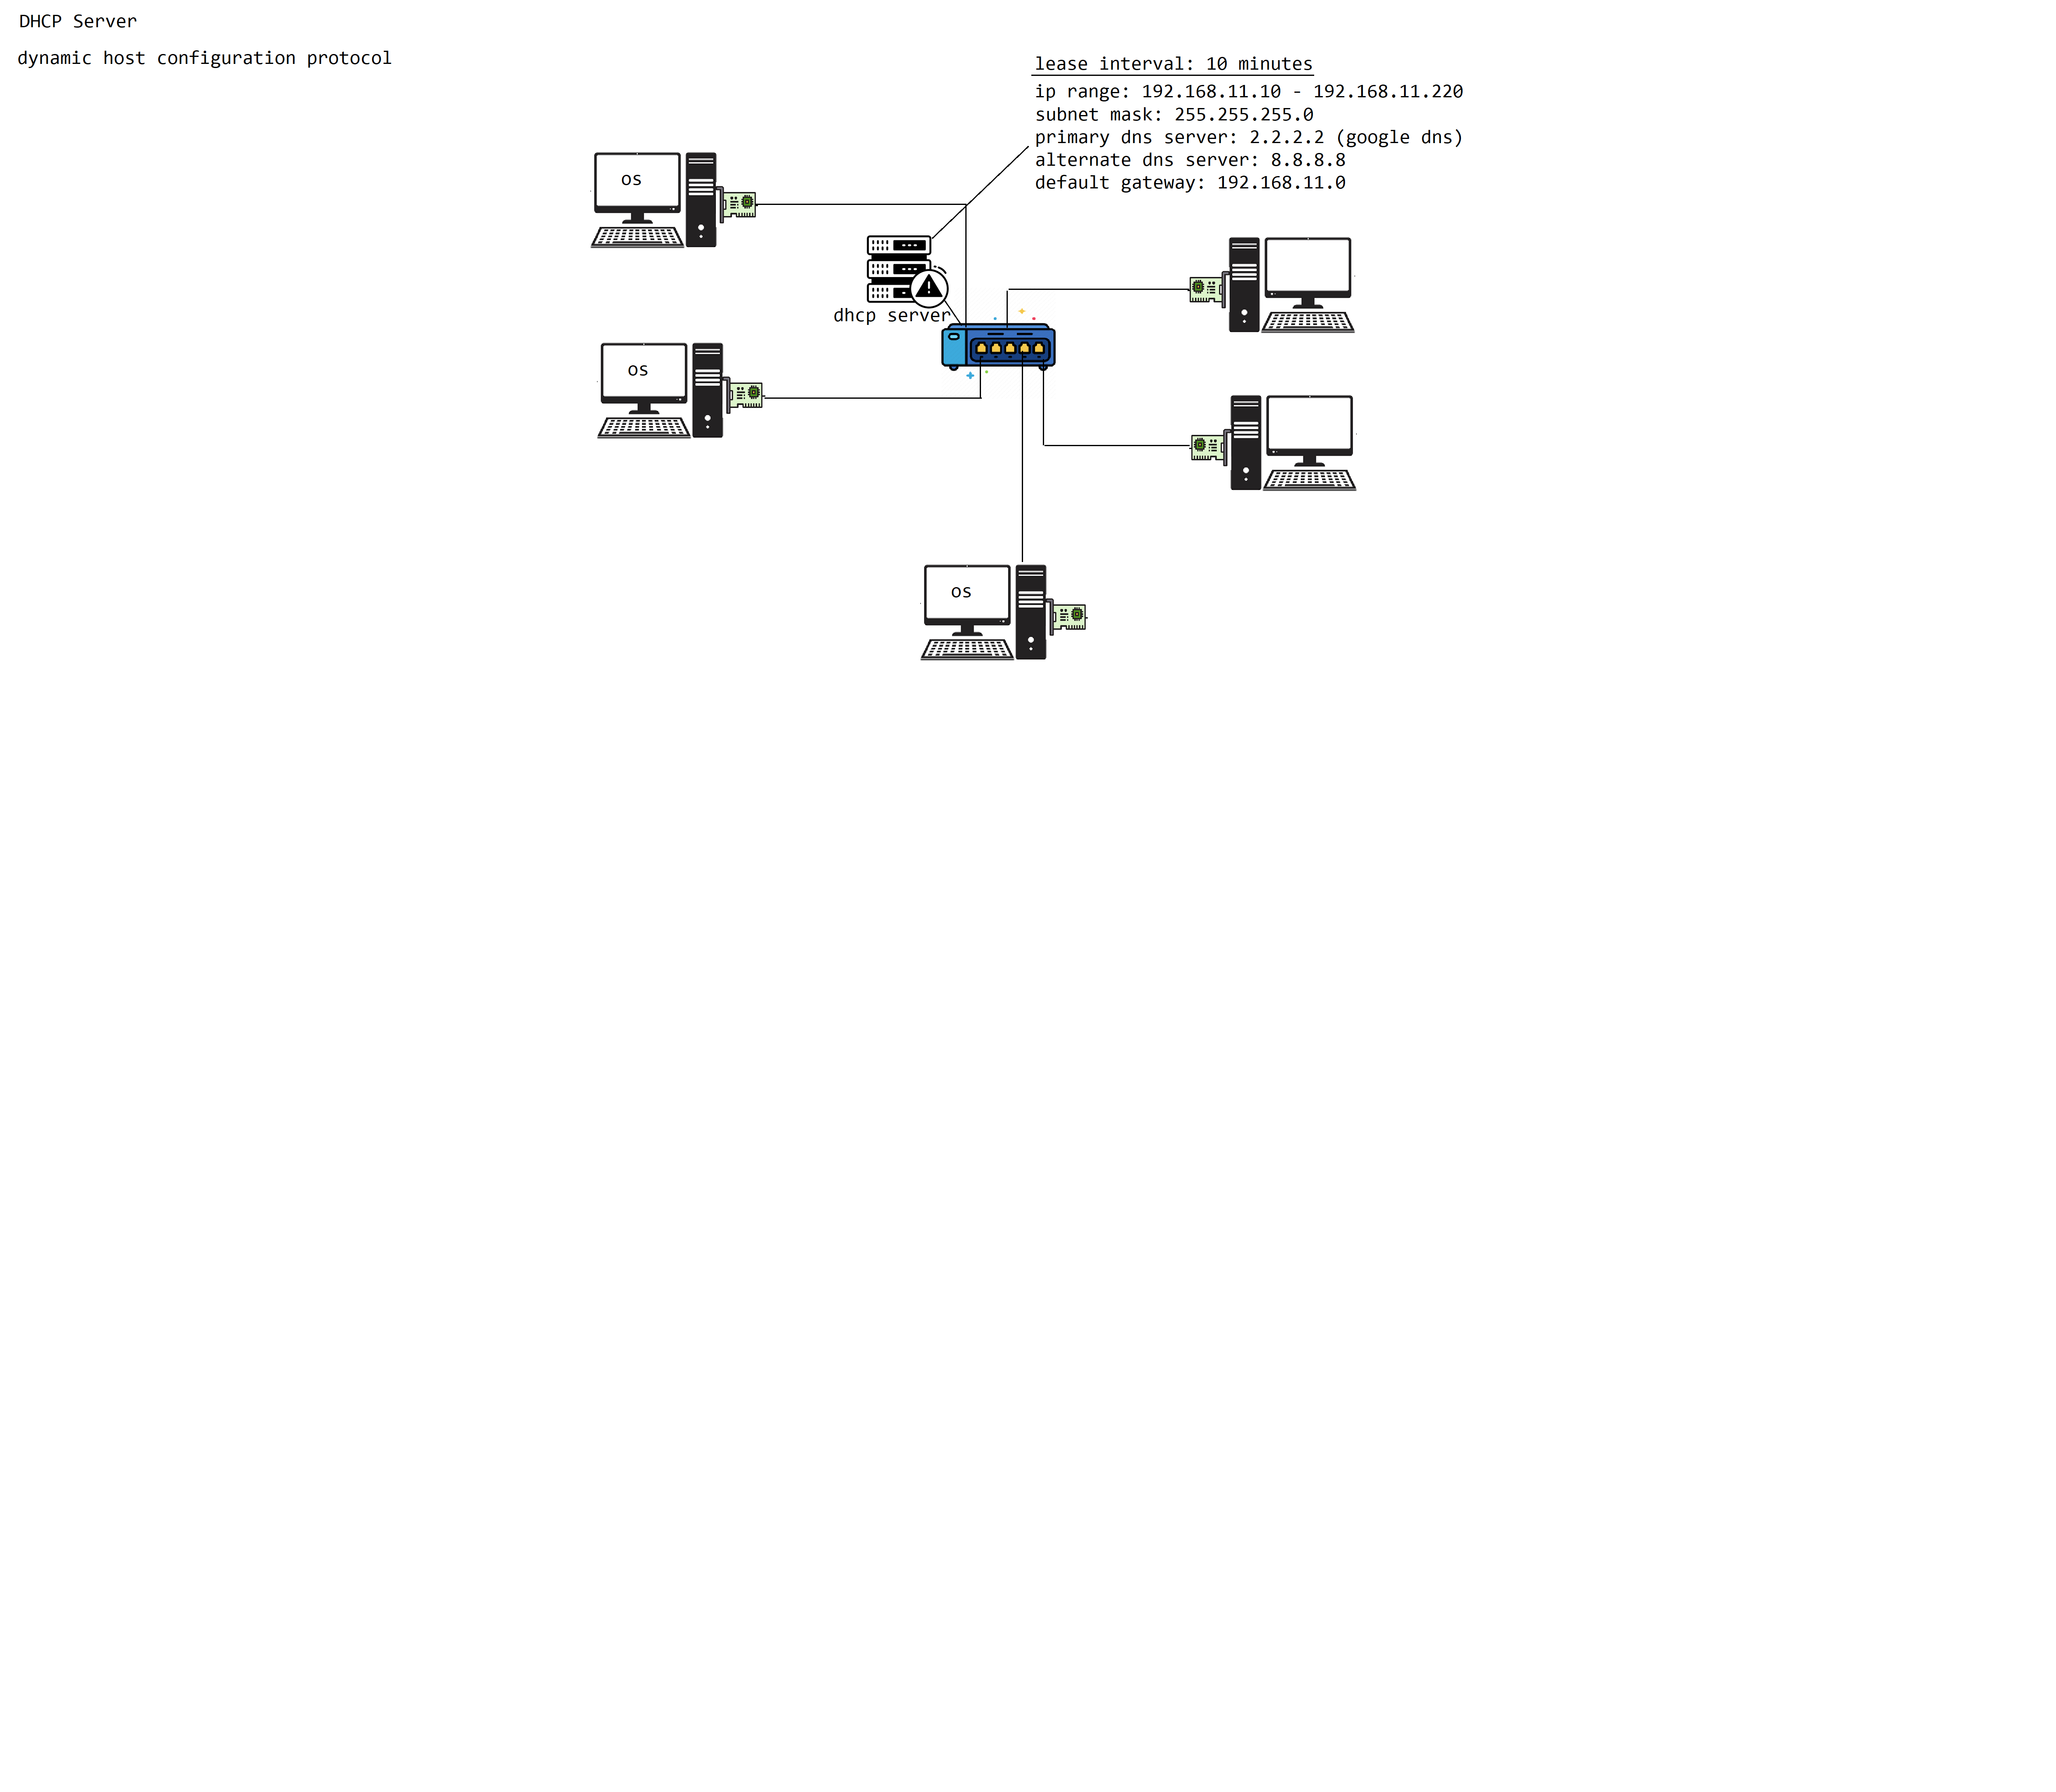 DHCP Server
dynamic host configuration protocol
lease interval: 10 minutes
ip range: 192.168.11.10 - 192.168.11.220
subnet mask: 255.255.255.0
primary dns server: 2.2.2.2 (google dns)
alternate dns server: 8.8.8.8
default gateway: 192.168.11.0
os
dhcp server
os
os